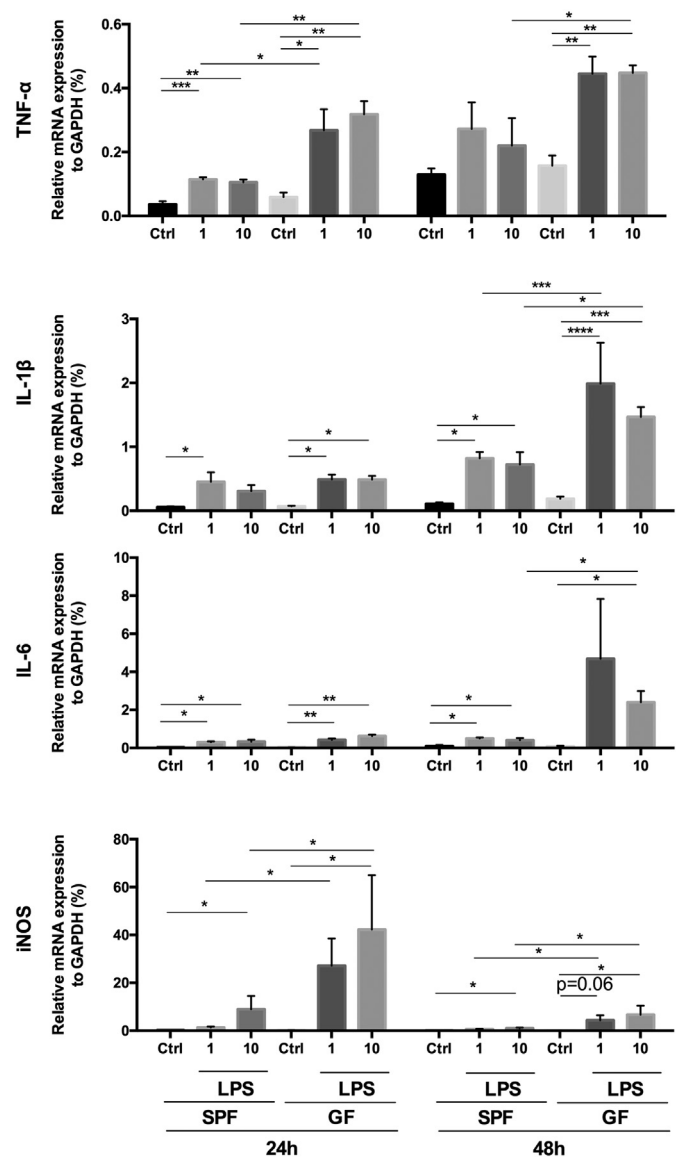 TNF-α
Relative mRNA expression
to GAPDH (%)
0.6
0.4
0.2
0.0
** *
** **
* * **
**
***
Ctrl 1 10 Ctrl 1 10 Ctrl 1 10 Ctrl 1 10
IL-1β
Relative mRNA expression
to GAPDH (%)
3
2
1
0
***
*
***
****
* * *
* * *
Ctrl 1 10 Ctrl 1 10 Ctrl 1 10 Ctrl 1 10
IL-6
Relative mRNA expression
to GAPDH (%)
10
8
6
4
2
0
*
*
* ** *
* ** *
Ctrl 1 10 Ctrl 1 10 Ctrl 1 10 Ctrl 1 10
iNOS
Relative mRNA expression
to GAPDH (%)
80
60
40
20
0
*
*
* *
* *
* *
p=0.06
*
Ctrl 1 10 Ctrl 1 10 Ctrl 1 10 Ctrl 1 10
LPS LPS LPS LPS
SPF GF SPF GF
24h 48h